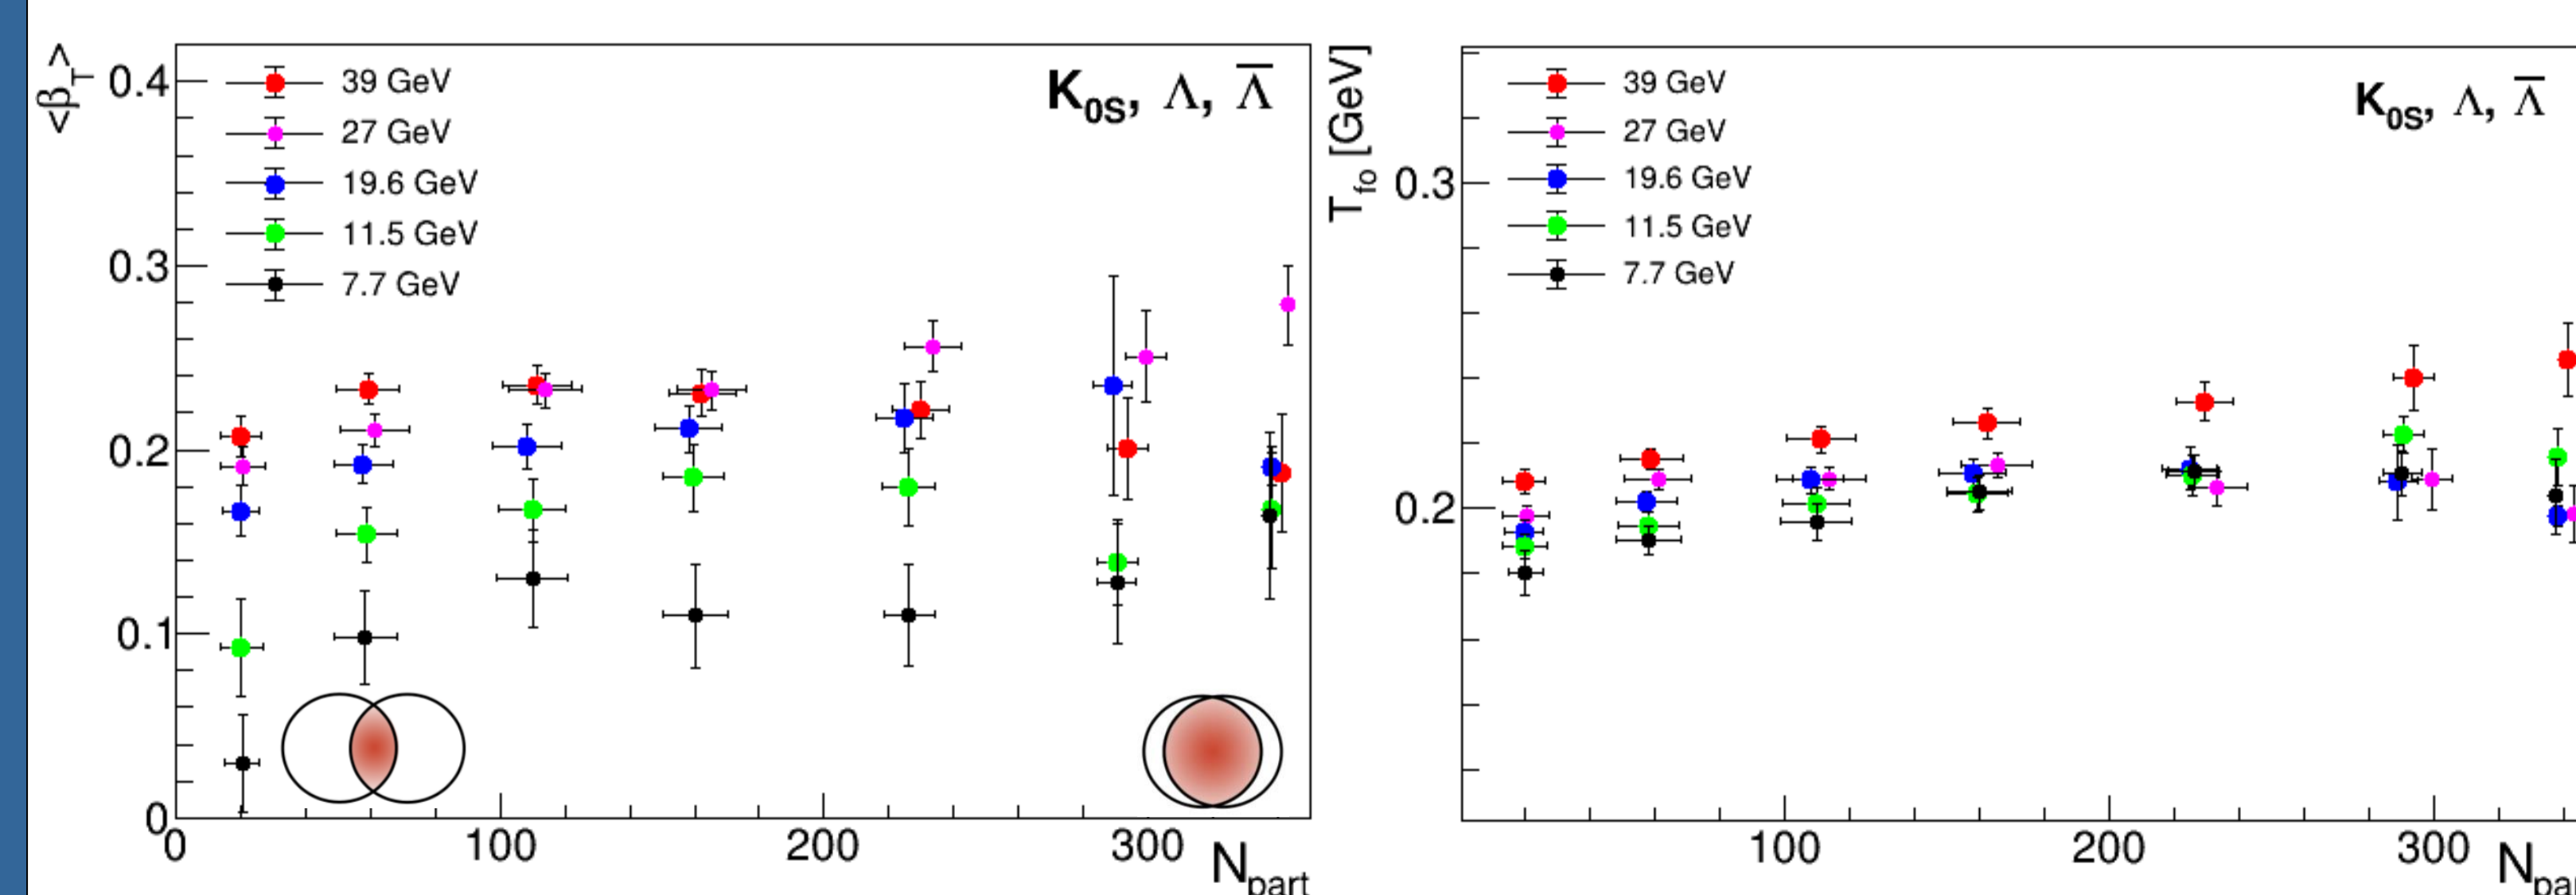 <β_T>
0.4
0.3
0.2
0.1
0
39 GeV
27 GeV
19.6 GeV
11.5 GeV
7.7 GeV
K_0S, Λ, Λ̅
0 100 200 300
N_part
T_fo [GeV]
0.3
0.2
39 GeV
27 GeV
19.6 GeV
11.5 GeV
7.7 GeV
K_0S, Λ, Λ̅
100 200 300
N_pa